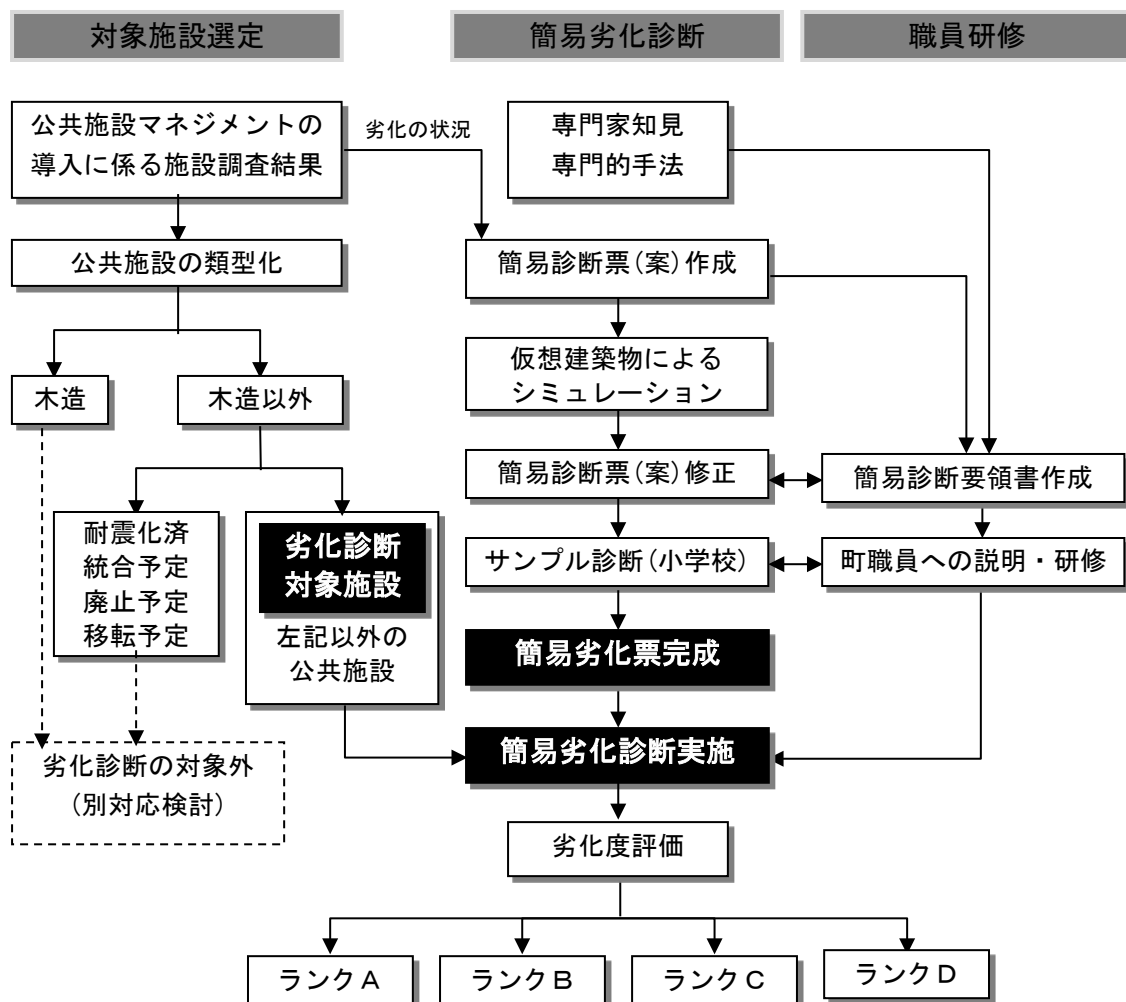 対象施設選定
簡易劣化診断
職員研修
公共施設マネジメントの
導入に係る施設調査結果
劣化の状況
専門家知見
専門的手法
公共施設の類型化
簡易診断票(案)作成
仮想建築物による
シミュレーション
木造
木造以外
簡易診断票(案)修正
簡易診断要領書作成
耐震化済
統合予定
廃止予定
移転予定
劣化診断
対象施設
左記以外の
公共施設
サンプル診断(小学校)
町職員への説明・研修
簡易劣化票完成
簡易劣化診断実施
劣化診断の対象外
(別対応検討)
劣化度評価
ランクA
ランクB
ランクC
ランクD